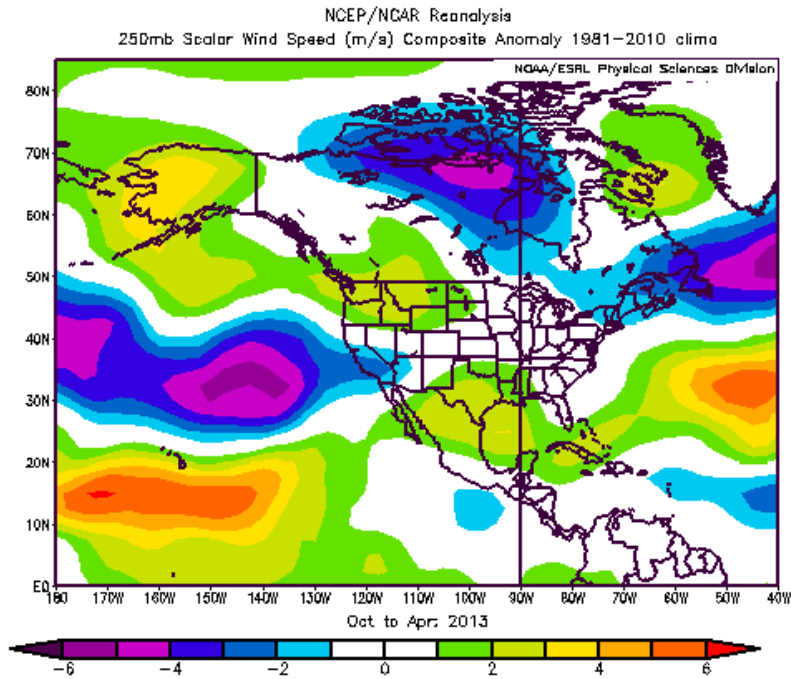 NCEP/NCAR Reanalysis
250mb Scalar Wind Speed (m/s) Composite Anomaly 1981-2010 clima
NOAA/ESRL Physical Sciences Division
80N
70N
60N
50N
40N
30N
20N
10N
EQ
180 170W 160W 150W 140W 130W 120W 110W 100W 90W 80W 70W 60W 50W 40W
Oct to Apr: 2013
-6 -4 -2 0 2 4 6